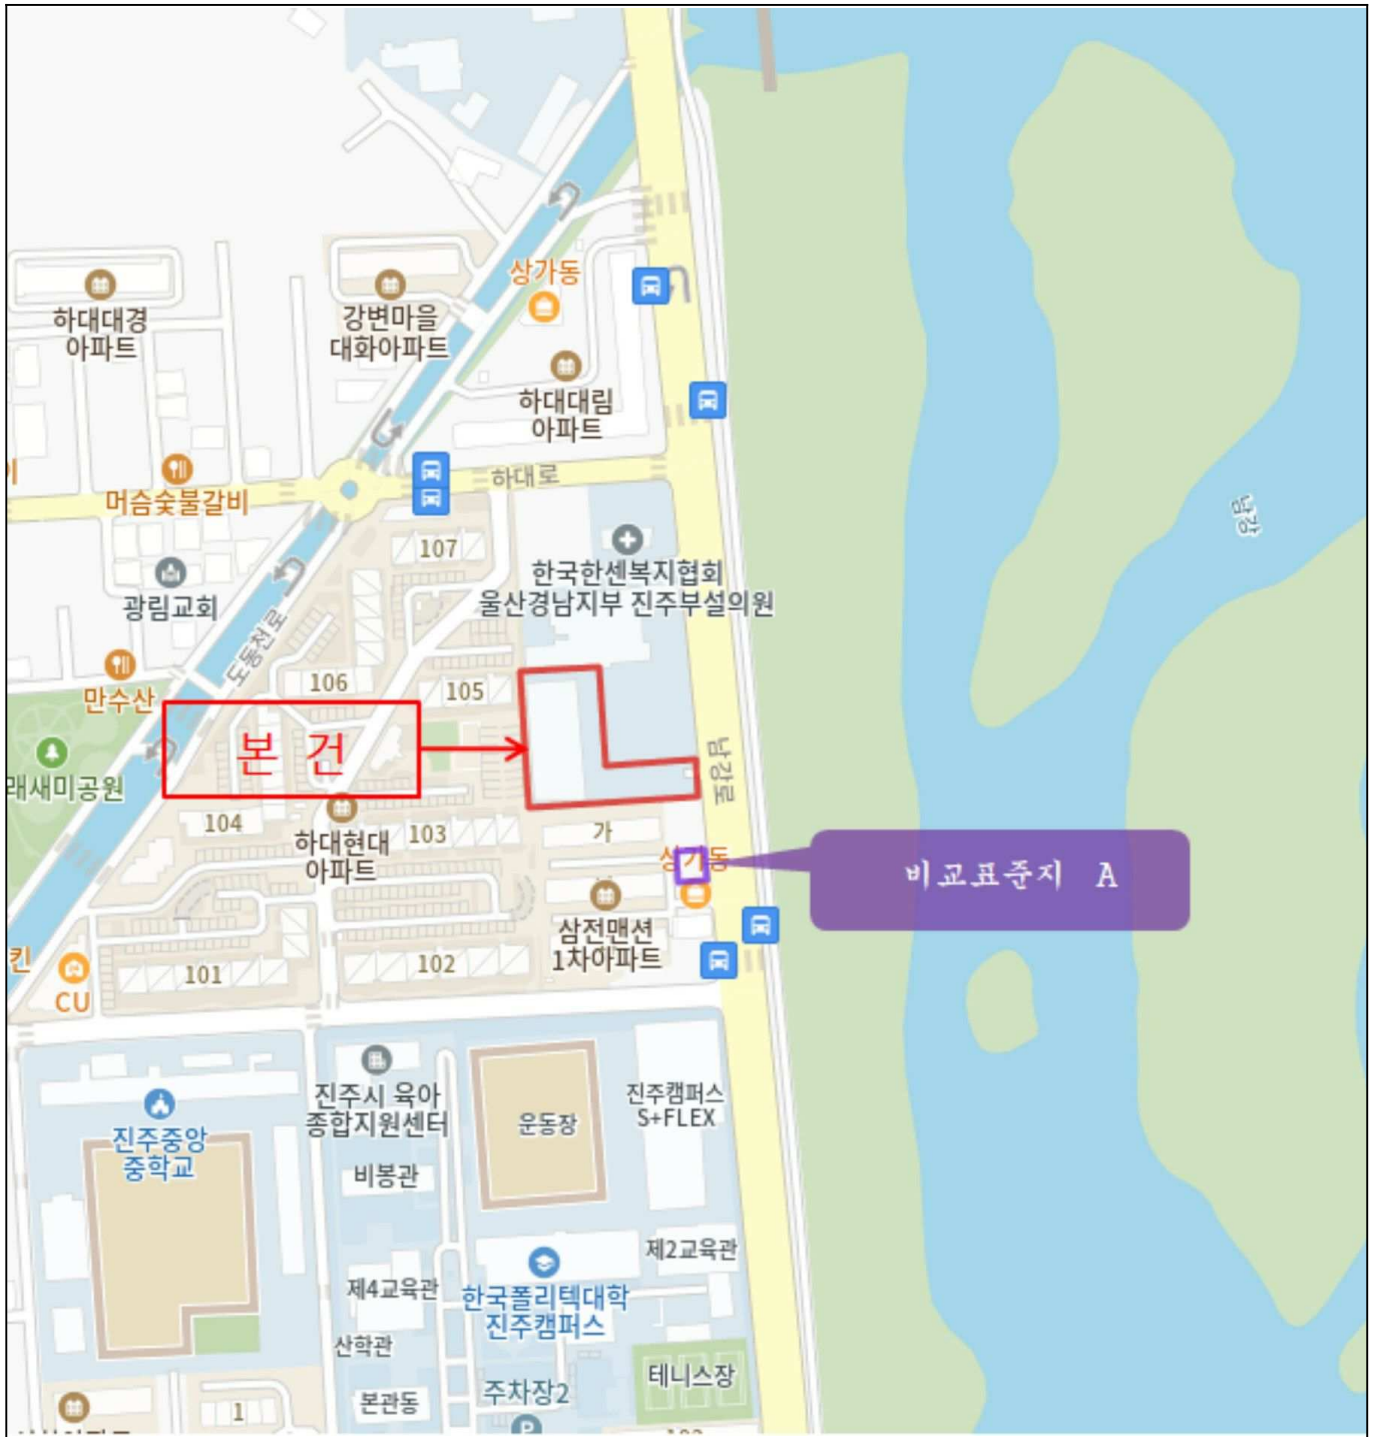 상가동
하대대경
아파트
강변마을
대화아파트
하대대림
아파트
하대로
머슴숯불갈비
107
한국한센복지협회
울산경남지부 진주부설의원
남강
광림교회
도동천로
만수산
106
105
본 건
남강로
래새미공원
104
하대현대
아파트
103
가
상가동
비교표준지 A
삼전맨션
1차아파트
킨
CU
101
102
진주시 육아
종합지원센터
진주캠퍼스
S+FLEX
운동장
진주중앙
중학교
비봉관
제2교육관
제4교육관
한국폴리텍대학
진주캠퍼스
산학관
테니스장
주차장2
본관동
1
P